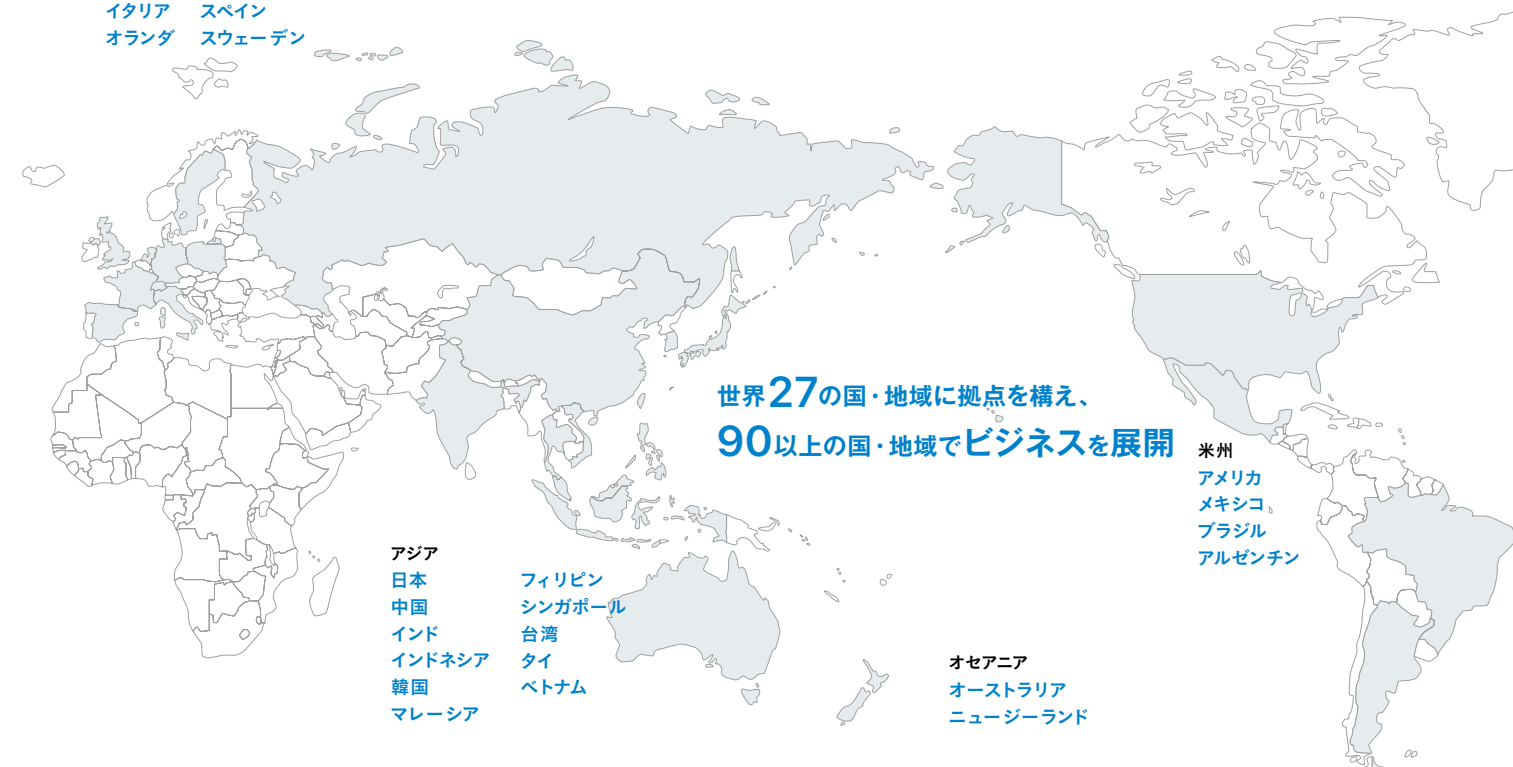 イタリア　スペイン
オランダ　スウェーデン
世界27の国・地域に拠点を構え、
90以上の国・地域でビジネスを展開
米州
アメリカ
メキシコ
ブラジル
アルゼンチン
アジア
日本　フィリピン
中国　シンガポール
インド　台湾
インドネシア　タイ
韓国　ベトナム
マレーシア
オセアニア
オーストラリア
ニュージーランド